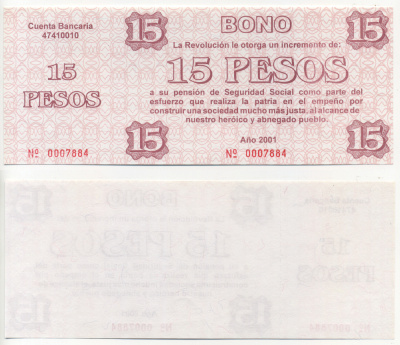 Cuenta Bancaria
47410010
15
PESOS
Nº 0007884
15 BONO 15
La Revolución le otorga un incremento de:
15 PESOS
a su pensión de Seguridad Social como parte del
esfuerzo que realiza la patria en el empeño por
construir una sociedad mucho más justa, al alcance de
nuestro heróico y abnegado pueblo.
Año 2001
15 Nº 0007884 15